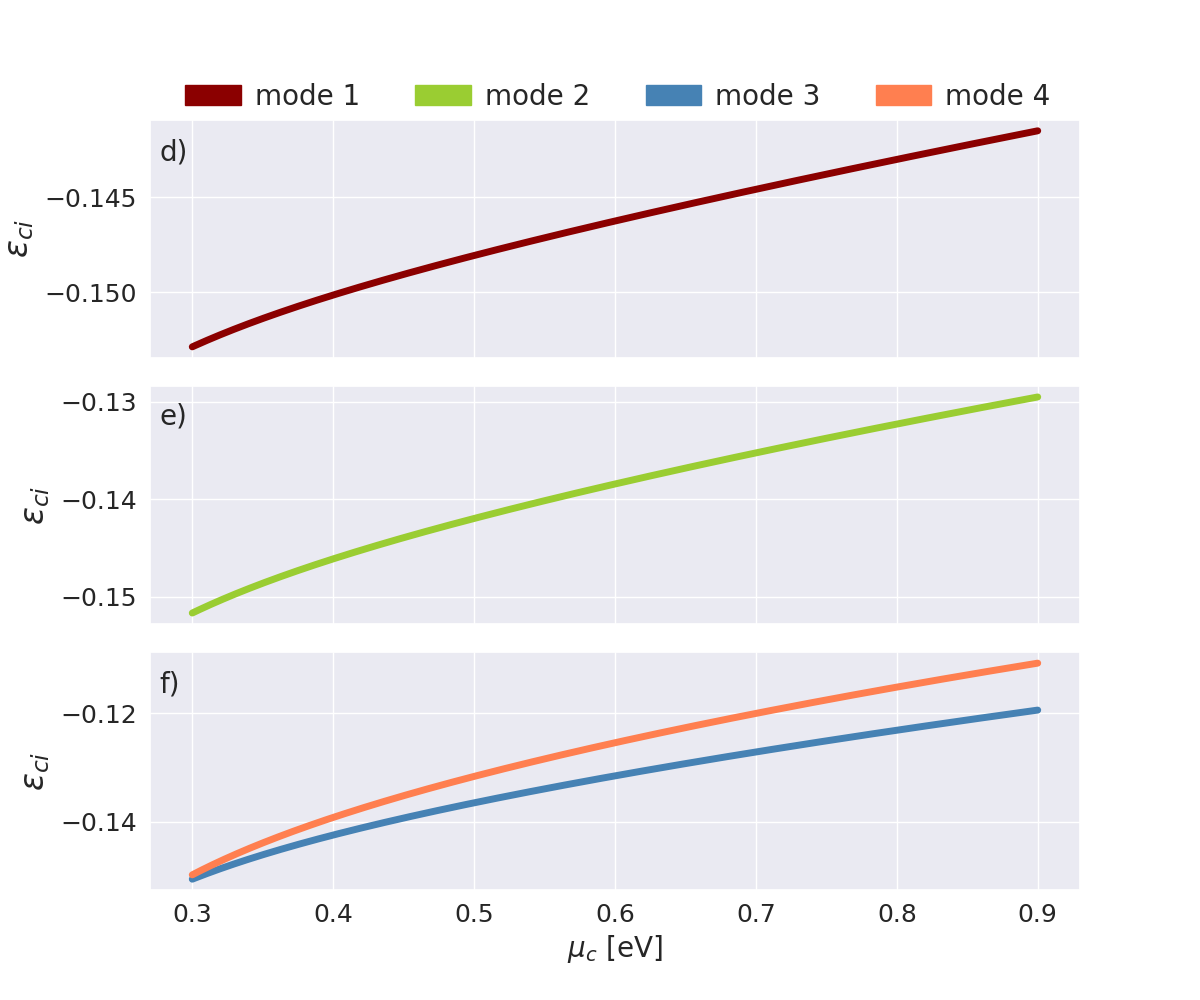 mode 1 mode 2 mode 3 mode 4
d)
−0.145
−0.150
ε_ci
e)
−0.13
−0.14
−0.15
ε_ci
f)
−0.12
−0.14
ε_ci
0.3 0.4 0.5 0.6 0.7 0.8 0.9
μ_c [eV]